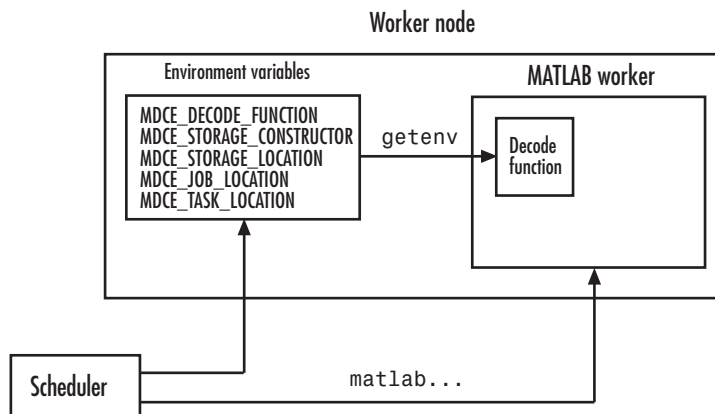 Worker node
Environment variables
MATLAB worker
MDCE_DECODE_FUNCTION
MDCE_STORAGE_CONSTRUCTOR
MDCE_STORAGE_LOCATION
MDCE_JOB_LOCATION
MDCE_TASK_LOCATION
getenv
Decode
function
Scheduler
matlab...